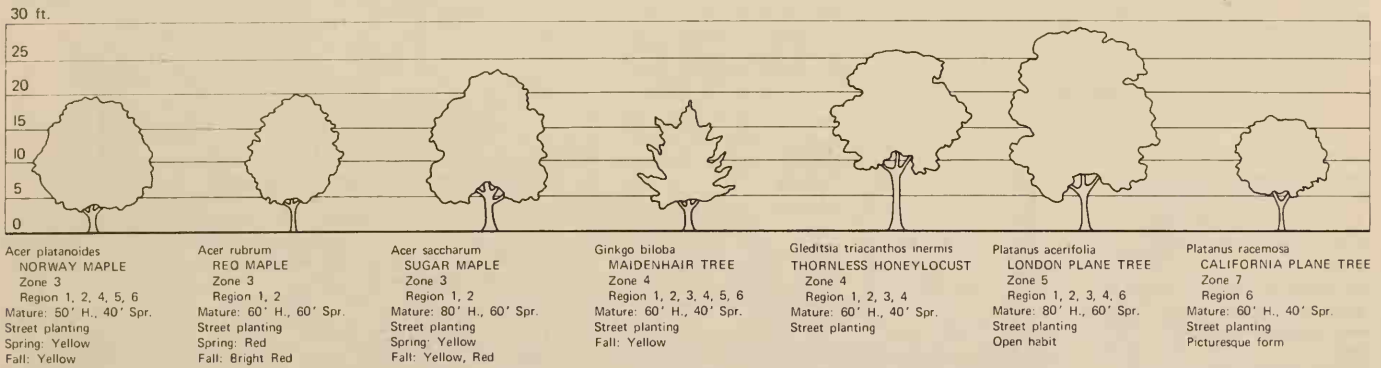 30 ft.
25
20
15
10
5
0
Acer platanoides
NORWAY MAPLE
Zone 3
Region 1, 2, 4, 5, 6
Mature: 50' H., 40' Spr.
Street planting
Spring: Yellow
Fall: Yellow
Acer rubrum
REO MAPLE
Zone 3
Region 1, 2
Mature: 60' H., 60' Spr.
Street planting
Spring: Red
Fall: Bright Red
Acer saccharum
SUGAR MAPLE
Zone 3
Region 1, 2
Mature: 80' H., 60' Spr.
Street planting
Spring: Yellow
Fall: Yellow, Red
Ginkgo biloba
MAIDENHAIR TREE
Zone 4
Region 1, 2, 3, 4, 5, 6
Mature: 60' H., 40' Spr.
Street planting
Fall: Yellow
Gleditsia triacanthos inermis
THORNLESS HONEYLOCUST
Zone 4
Region 1, 2, 3, 4
Mature: 60' H., 40' Spr.
Street planting
Platanus acerifolia
LONDON PLANE TREE
Zone 5
Region 1, 2, 3, 4, 6
Mature: 80' H., 60' Spr.
Street planting
Open habit
Platanus racemosa
CALIFORNIA PLANE TREE
Zone 7
Region 6
Mature: 60' H., 40' Spr.
Street planting
Picturesque form